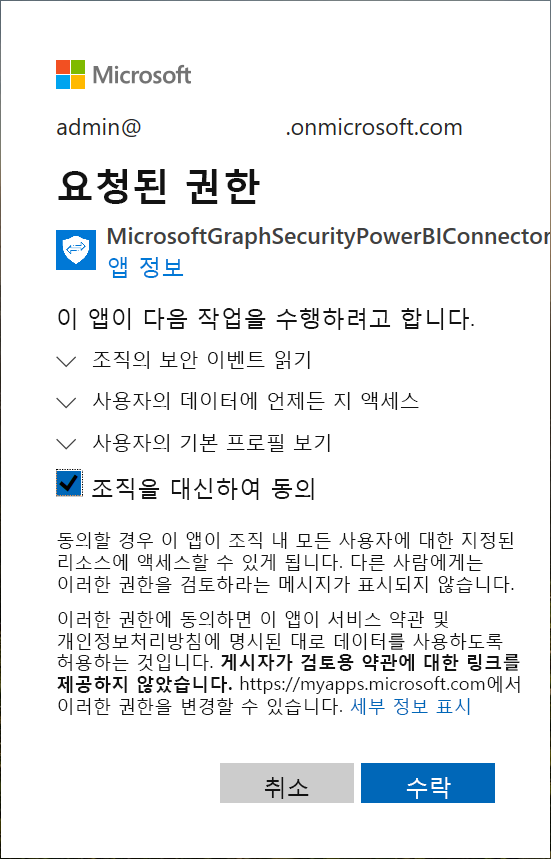 Microsoft
admin@ .onmicrosoft.com
요청된 권한
MicrosoftGraphSecurityPowerBIConnector
앱 정보
이 앱이 다음 작업을 수행하려고 합니다.
조직의 보안 이벤트 읽기
사용자의 데이터에 언제든 지 액세스
사용자의 기본 프로필 보기
조직을 대신하여 동의
동의할 경우 이 앱이 조직 내 모든 사용자에 대한 지정된
리소스에 액세스할 수 있게 됩니다. 다른 사람에게는
이러한 권한을 검토하라는 메시지가 표시되지 않습니다.
이러한 권한에 동의하면 이 앱이 서비스 약관 및
개인정보처리방침에 명시된 대로 데이터를 사용하도록
허용하는 것입니다. 게시자가 검토용 약관에 대한 링크를
제공하지 않았습니다. https://myapps.microsoft.com에서
이러한 권한을 변경할 수 있습니다. 세부 정보 표시
취소 수락